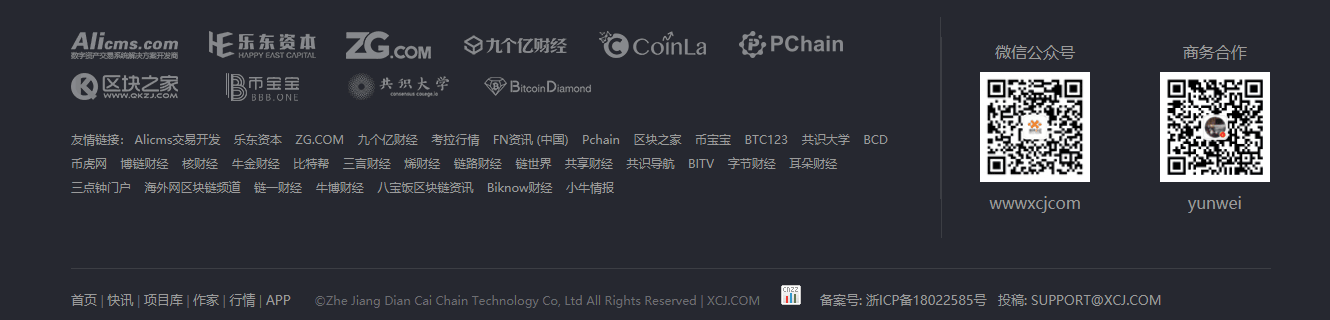 Alicms.com
数字资产交易系统解决方案开发商
乐东资本
HAPPY EAST CAPITAL
ZG.COM
九个亿财经
CoinLa
PChain
区块之家
WWW.QKZJ.COM
币宝宝
BBB.ONE
共识大学
BitcoinDiamond
友情链接： Alicms交易开发 乐东资本 ZG.COM 九个亿财经 考拉行情 FN资讯 (中国) Pchain 区块之家 币宝宝 BTC123 共识大学 BCD
币虎网 博链财经 核财经 牛金财经 比特帮 三言财经 烯财经 链路财经 链世界 共享财经 共识导航 BITV 字节财经 耳朵财经
三点钟门户 海外网区块链频道 链一财经 牛博财经 八宝饭区块链资讯 Biknow财经 小牛情报
微信公众号
wwwxcjcom
商务合作
yunwei
首页 | 快讯 | 项目库 | 作家 | 行情 | APP ©Zhe Jiang Dian Cai Chain Technology Co, Ltd All Rights Reserved | XCJ.COM CNZZ 备案号: 浙ICP备18022585号 投稿: SUPPORT@XCJ.COM